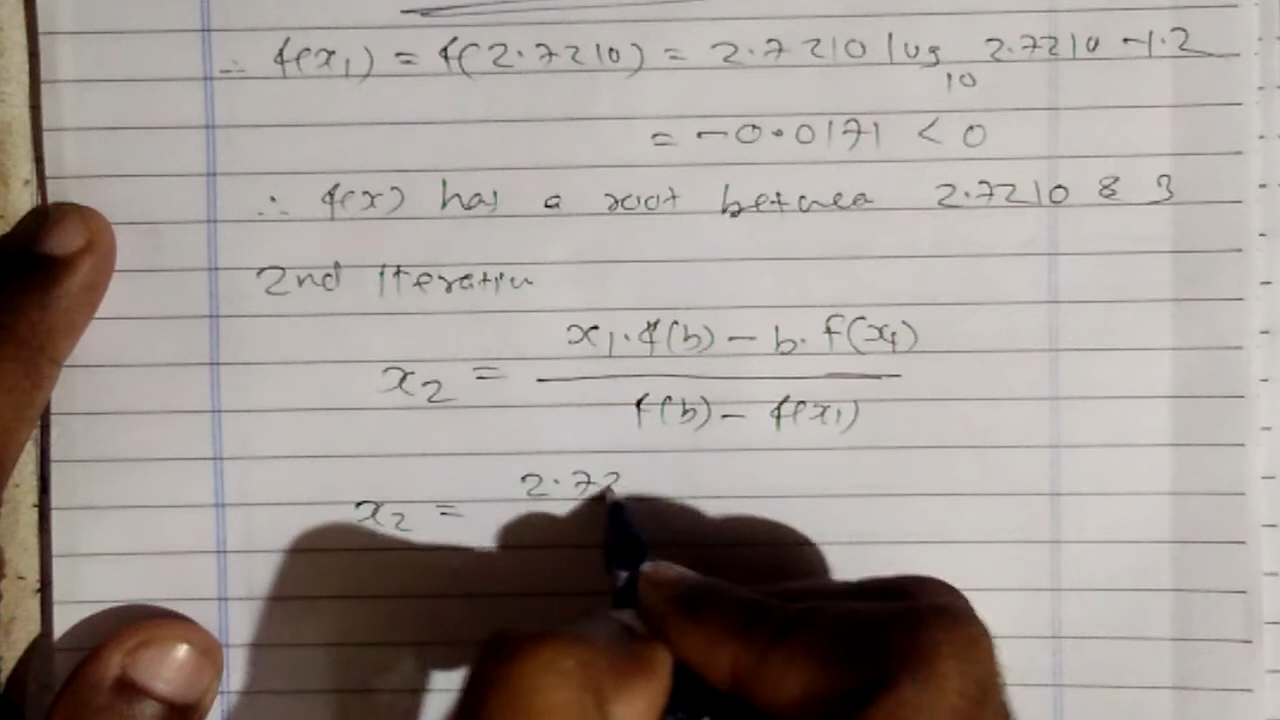 ∴ f(x₁) = f(2.7210) = 2.7210 log₁₀ 2.7210 - 1.2
= -0.0171 < 0
∴ f(x) has a root between 2.7210 & 3
2nd Iteration
x₂ = x₁.f(b) - b.f(x₁) / f(b) - f(x₁)
x₂ = 2.72